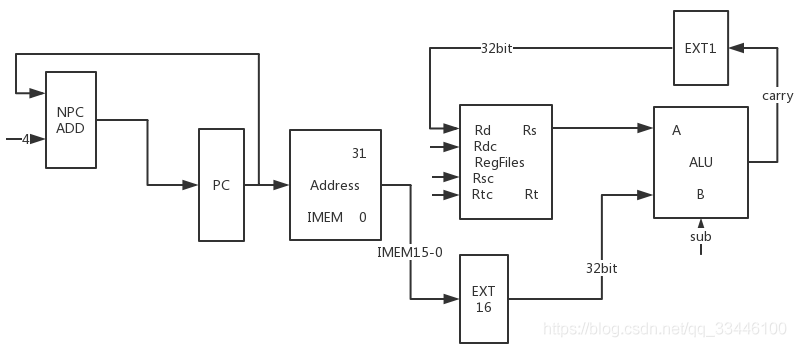 EXT1
32bit
carry
NPC
ADD
4
PC
31
Address
IMEM 0
Rd Rs
Rdc
RegFiles
Rsc
Rtc Rt
A
ALU
B
sub
IMEM15-0
32bit
EXT
16
https://blog.csdn.net/qq_33446100